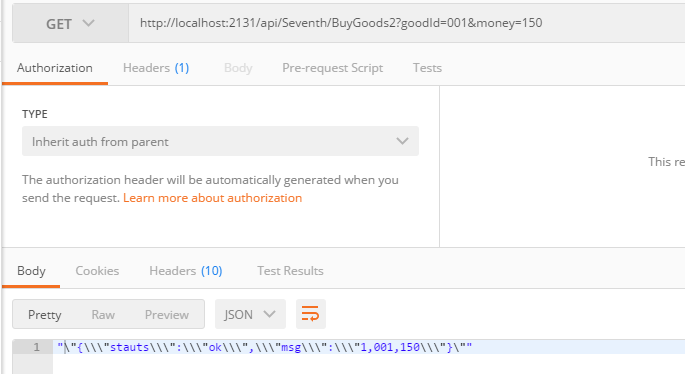 GET http://localhost:2131/api/Seventh/BuyGoods2?goodId=001&money=150
Authorization Headers (1) Body Pre-request Script Tests
TYPE
Inherit auth from parent
This re
The authorization header will be automatically generated when you
send the request. Learn more about authorization
Body Cookies Headers (10) Test Results
Pretty Raw Preview JSON
1 "\"{\\\"stauts\\\":\\\"ok\\\",\\\"msg\\\":\\\"1,001,150\\\"}\""